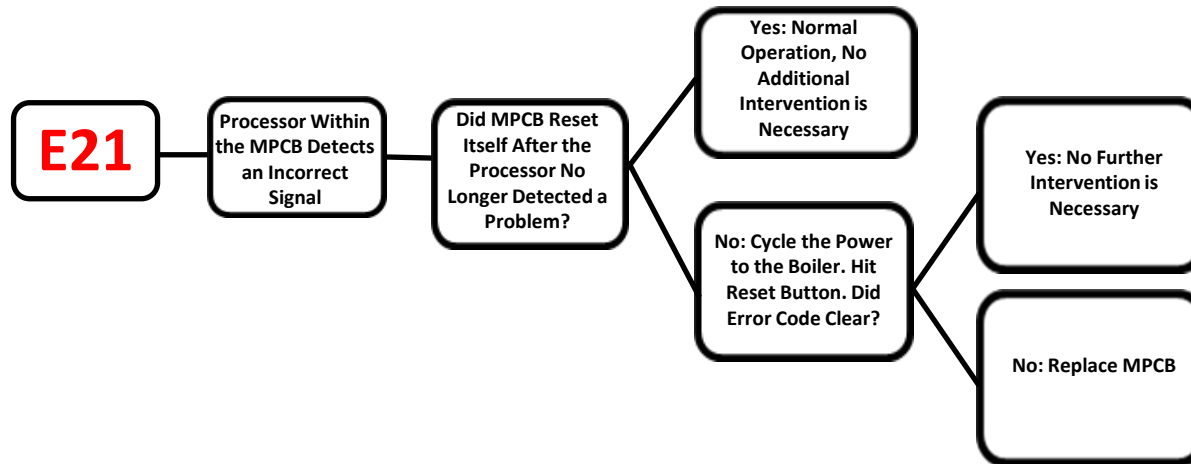 E21
Processor Within
the MPCB Detects
an Incorrect
Signal
Did MPCB Reset
Itself After the
Processor No
Longer Detected a
Problem?
Yes: Normal
Operation, No
Additional
Intervention is
Necessary
No: Cycle the Power
to the Boiler. Hit
Reset Button. Did
Error Code Clear?
Yes: No Further
Intervention is
Necessary
No: Replace MPCB